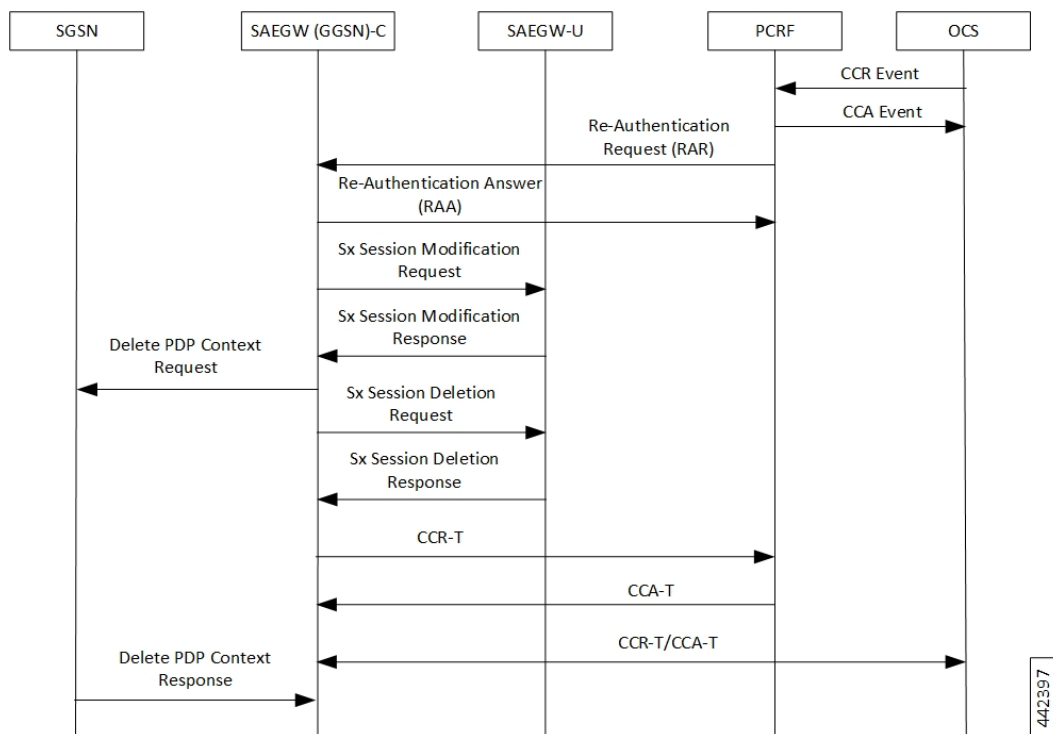 SGSN
SAEGW (GGSN)-C
SAEGW-U
PCRF
OCS
CCR Event
CCA Event
Re-Authentication
Request (RAR)
Re-Authentication Answer
(RAA)
Sx Session Modification
Request
Sx Session Modification
Response
Delete PDP Context
Request
Sx Session Deletion
Request
Sx Session Deletion
Response
CCR-T
CCA-T
CCR-T/CCA-T
Delete PDP Context
Response
442397